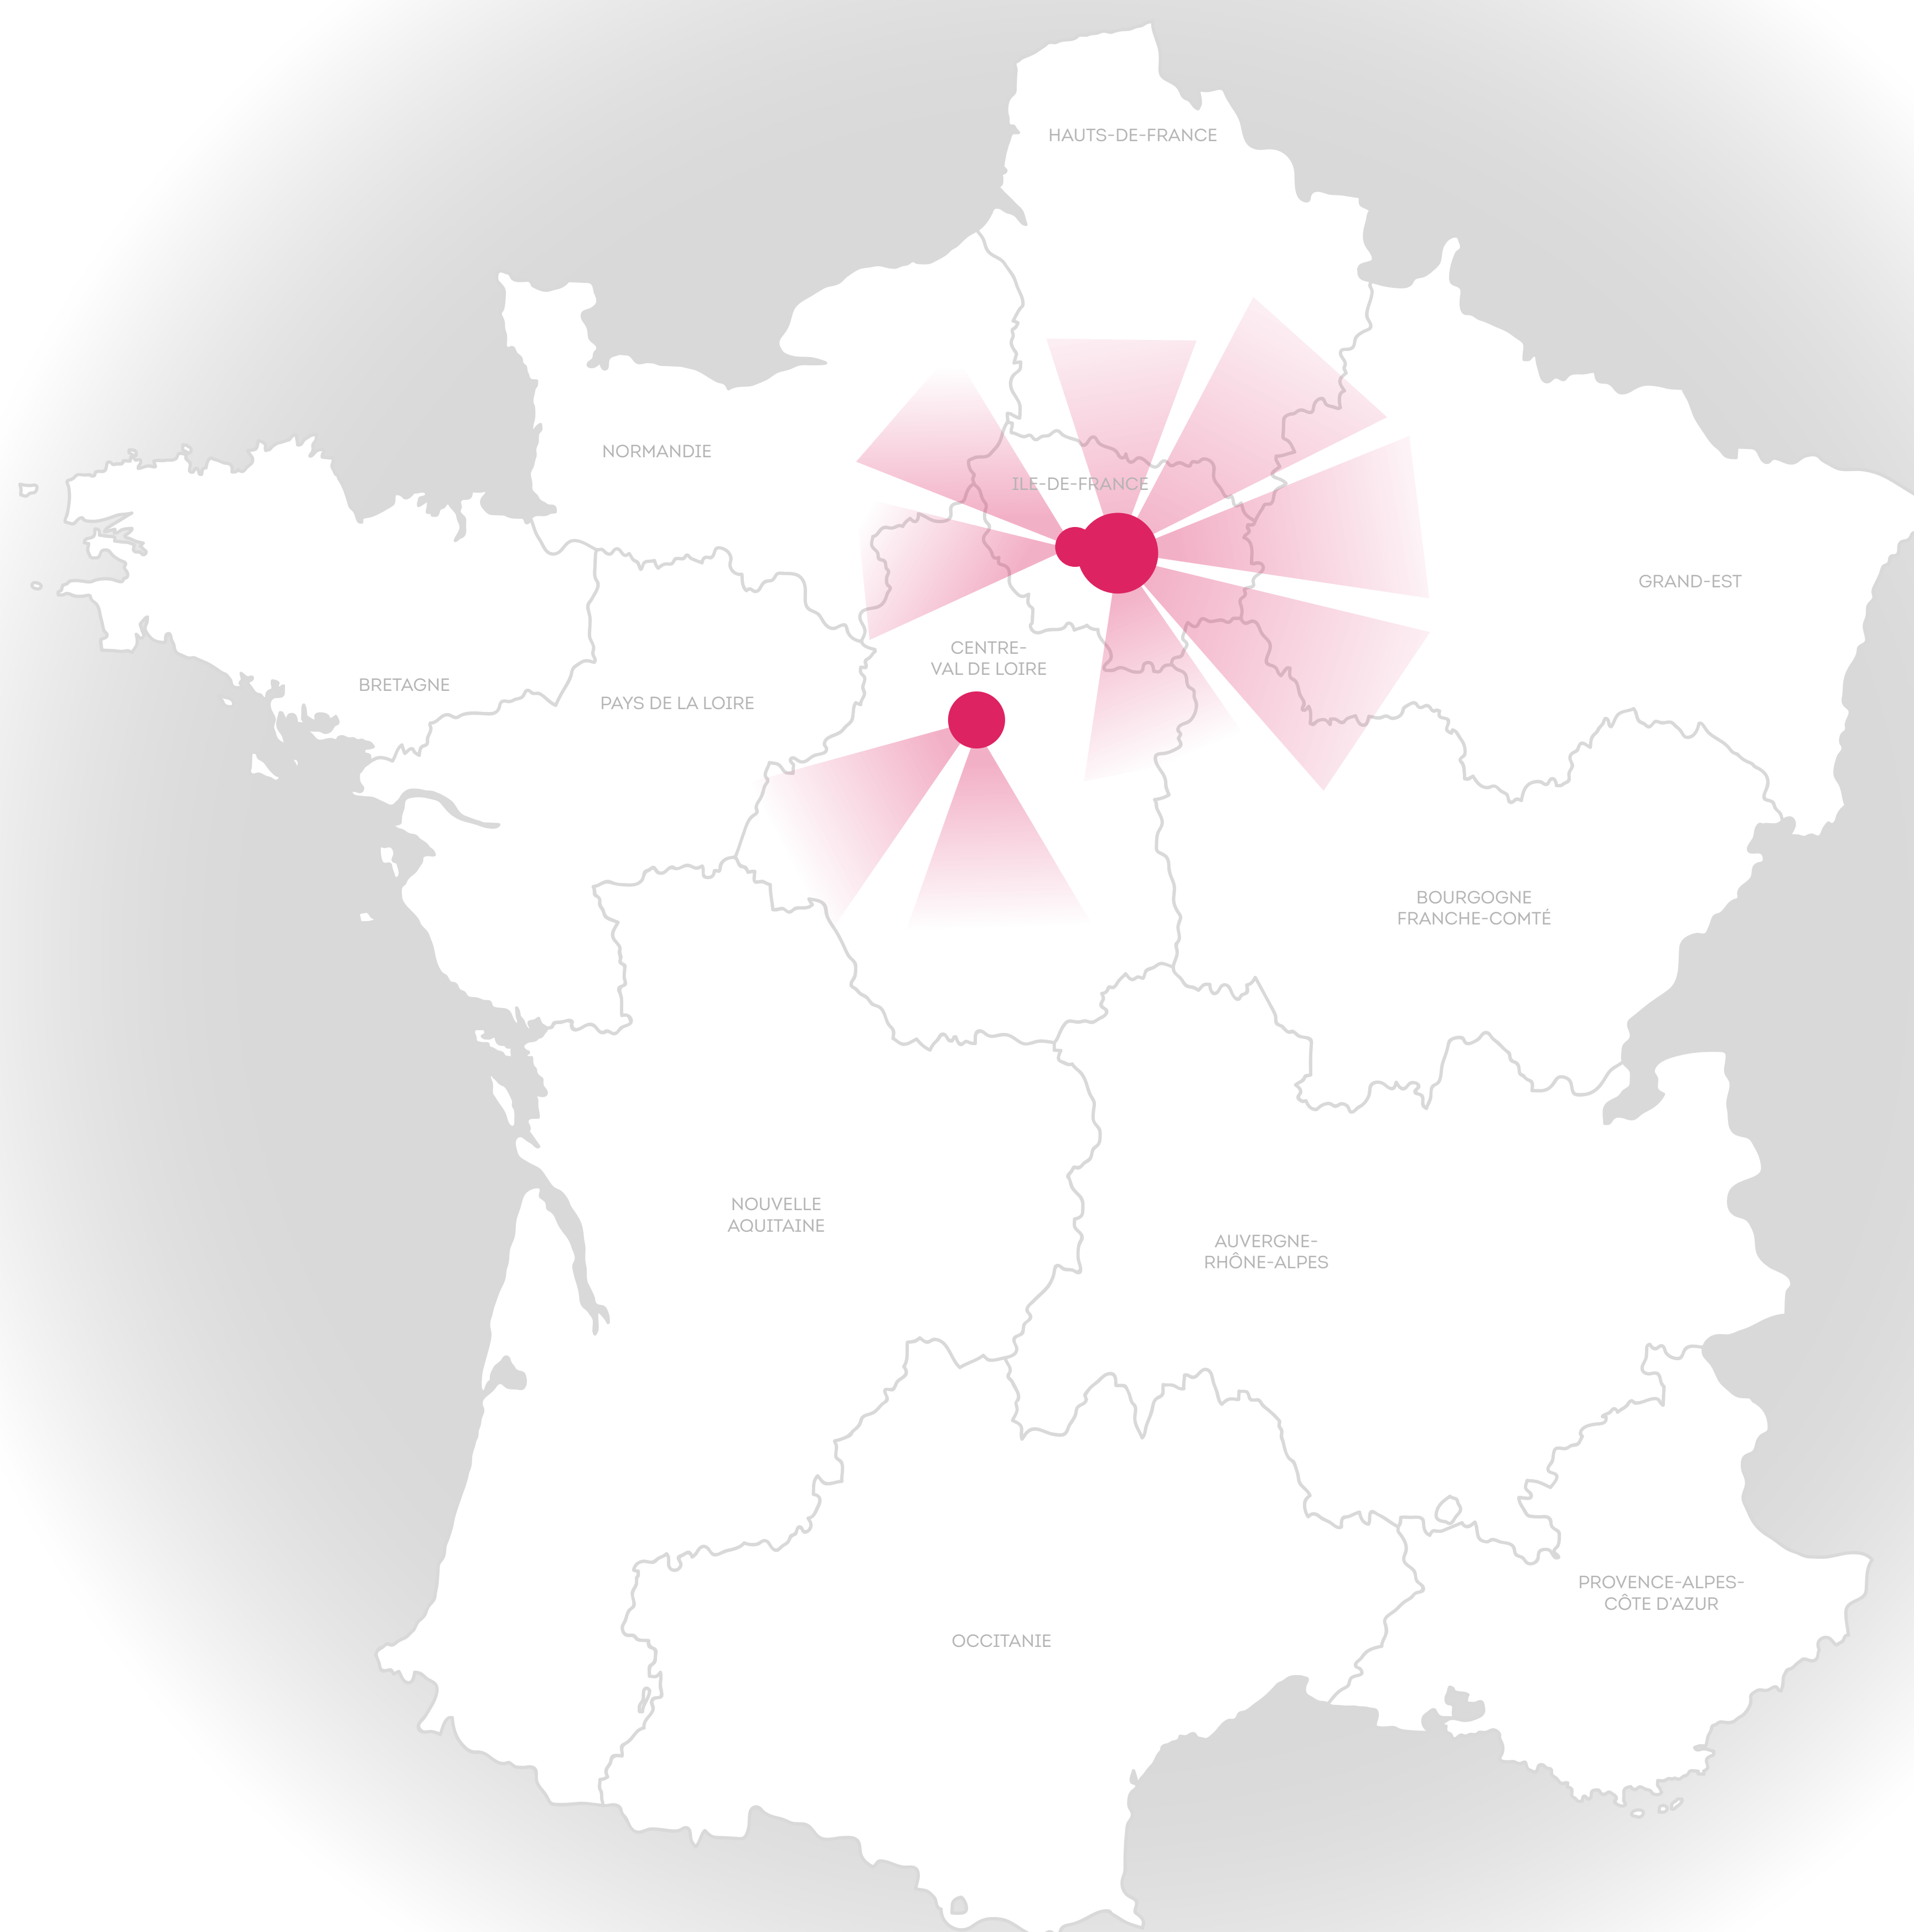 HAUTS-DE-FRANCE
NORMANDIE
ILE-DE-FRANCE
GRAND-EST
CENTRE-
VAL DE LOIRE
BRETAGNE
PAYS DE LA LOIRE
BOURGOGNE
FRANCHE-COMTÉ
NOUVELLE
AQUITAINE
AUVERGNE-
RHÔNE-ALPES
PROVENCE-ALPES-
CÔTE D'AZUR
OCCITANIE